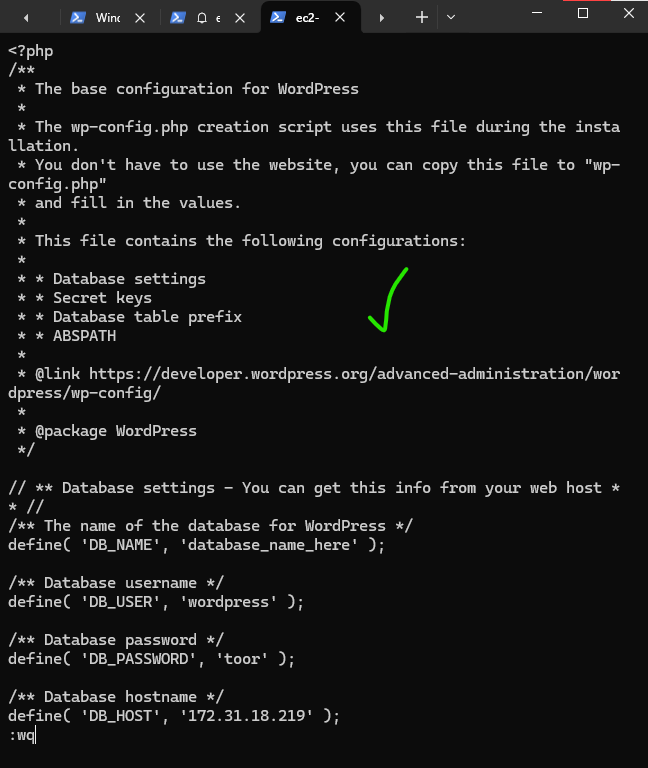 Winc
e
ec2-
<?php
/**
 * The base configuration for WordPress
 *
 * The wp-config.php creation script uses this file during the insta
llation.
 * You don't have to use the website, you can copy this file to "wp-
config.php"
 * and fill in the values.
 *
 * This file contains the following configurations:
 *
 * * Database settings
 * * Secret keys
 * * Database table prefix
 * * ABSPATH
 *
 * @link https://developer.wordpress.org/advanced-administration/wor
dpress/wp-config/
 *
 * @package WordPress
 */

// ** Database settings - You can get this info from your web host *
* //
/** The name of the database for WordPress */
define( 'DB_NAME', 'database_name_here' );

/** Database username */
define( 'DB_USER', 'wordpress' );

/** Database password */
define( 'DB_PASSWORD', 'toor' );

/** Database hostname */
define( 'DB_HOST', '172.31.18.219' );
:wq